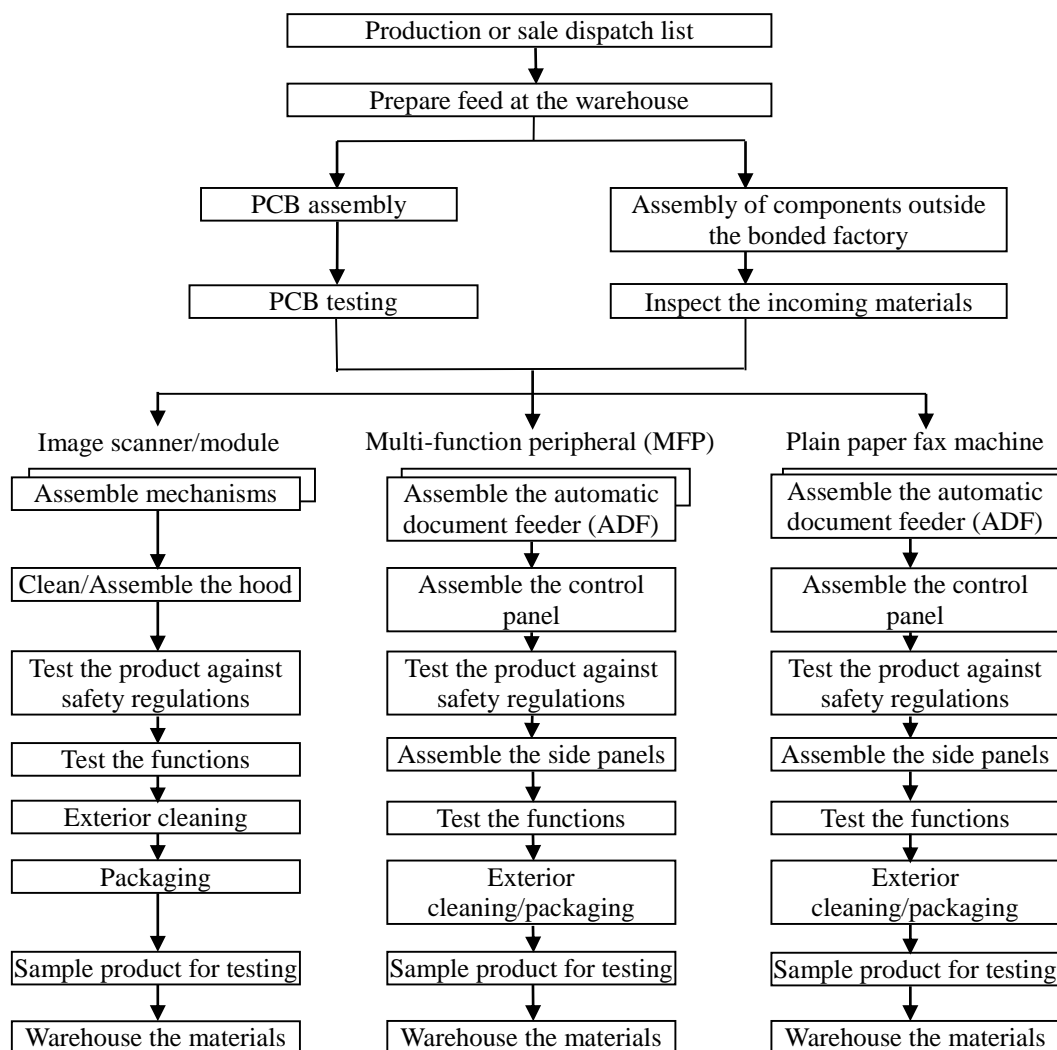 Production or sale dispatch list
Prepare feed at the warehouse
PCB assembly
Assembly of components outside
the bonded factory
PCB testing
Inspect the incoming materials
Image scanner/module
Assemble mechanisms
Clean/Assemble the hood
Test the product against
safety regulations
Test the functions
Exterior cleaning
Packaging
Sample product for testing
Warehouse the materials
Multi-function peripheral (MFP)
Assemble the automatic
document feeder (ADF)
Assemble the control
panel
Test the product against
safety regulations
Assemble the side panels
Test the functions
Exterior
cleaning/packaging
Sample product for testing
Warehouse the materials
Plain paper fax machine
Assemble the automatic
document feeder (ADF)
Assemble the control
panel
Test the product against
safety regulations
Assemble the side panels
Test the functions
Exterior
cleaning/packaging
Sample product for testing
Warehouse the materials